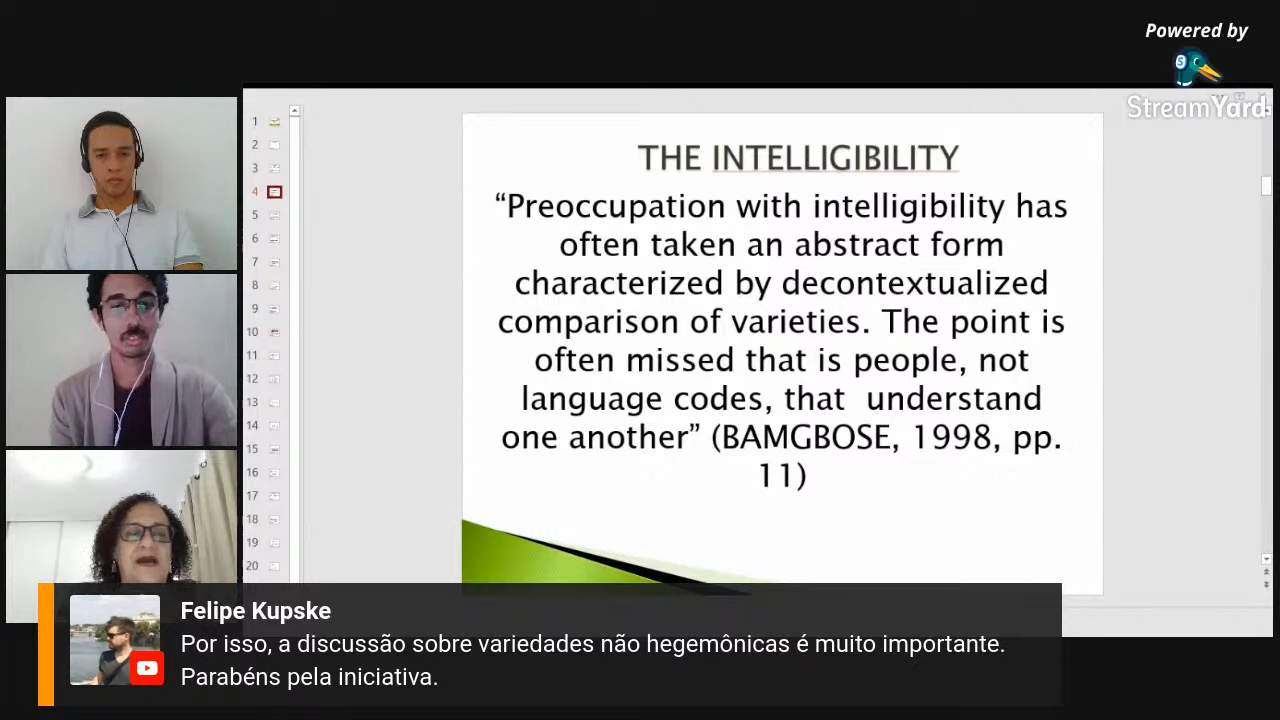 Powered by
StreamYard
1
2
3
4
5
6
7
8
9
10
11
12
13
14
15
16
17
18
19
20
THE INTELLIGIBILITY
“Preoccupation with intelligibility has
often taken an abstract form
characterized by decontextualized
comparison of varieties. The point is
often missed that is people, not
language codes, that understand
one another” (BAMGBOSE, 1998, pp.
11)
Felipe Kupske
Por isso, a discussão sobre variedades não hegemônicas é muito importante.
Parabéns pela iniciativa.